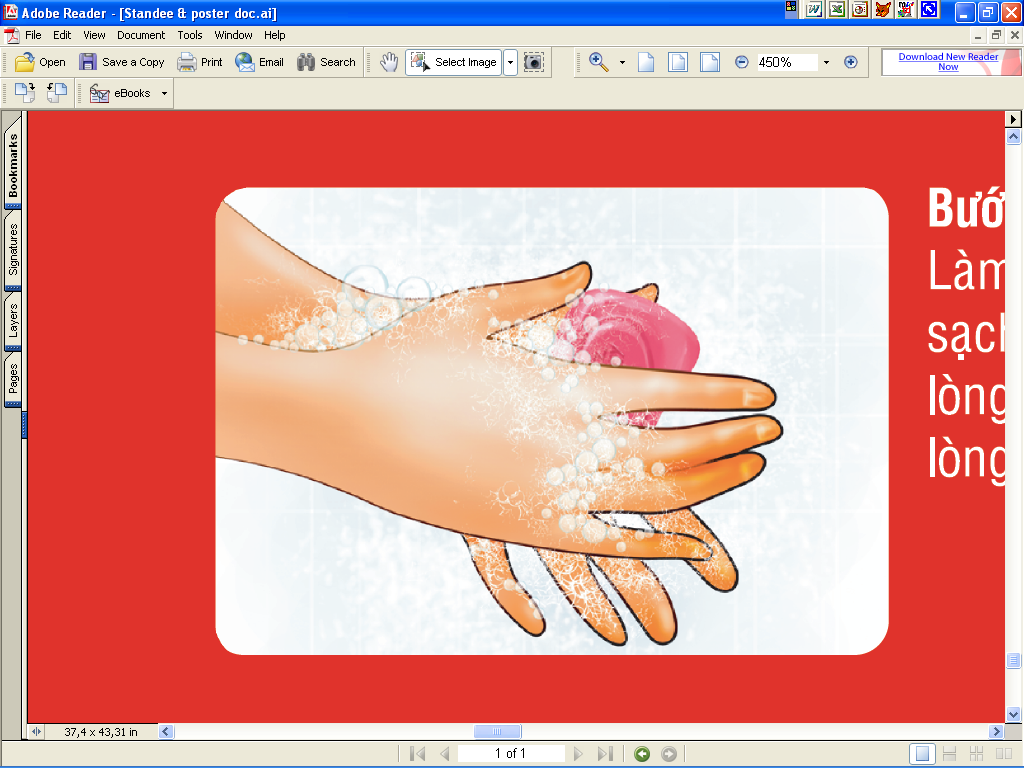 Adobe Reader - [Standee & poster doc.ai]
File Edit View Document Tools Window Help
Open Save a Copy Print Email Search Select Image 450% Download New Reader Now
eBooks
Bookmarks
Signatures
Layers
Pages
Bướ
Làm
sạch
lòng
lòng
37,4 x 43,31 in
1 of 1